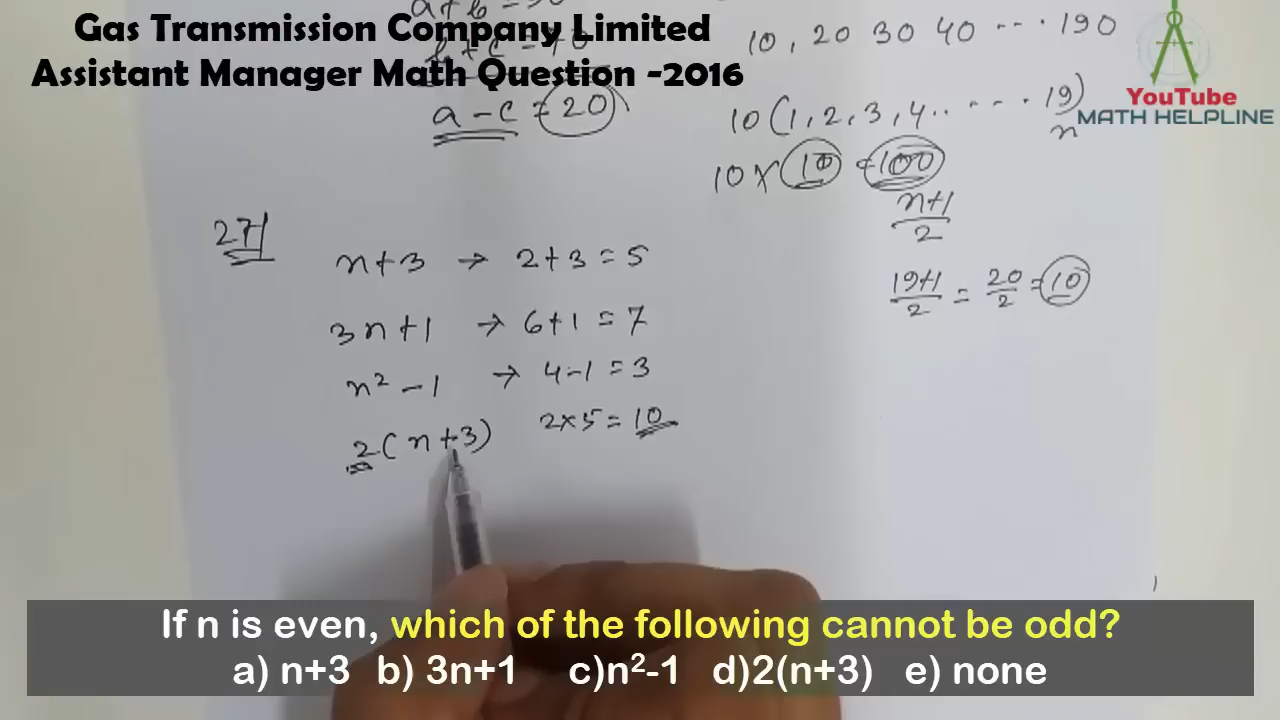 Gas Transmission Company Limited
Assistant Manager Math Question -2016
a - c = 20
10, 20 30 40 --- 190
10 (1, 2, 3, 4.. --- 19)
n
10 × 10 = 100
n+1
2
19+1
2
= 20
2
= 10
YouTube
MATH HELPLINE
27
n+3 → 2+3 = 5
3n+1 → 6+1 = 7
n² - 1 → 4-1 = 3
2(n+3) 2×5 = 10
If n is even, which of the following cannot be odd?
a) n+3 b) 3n+1 c)n²-1 d)2(n+3) e) none